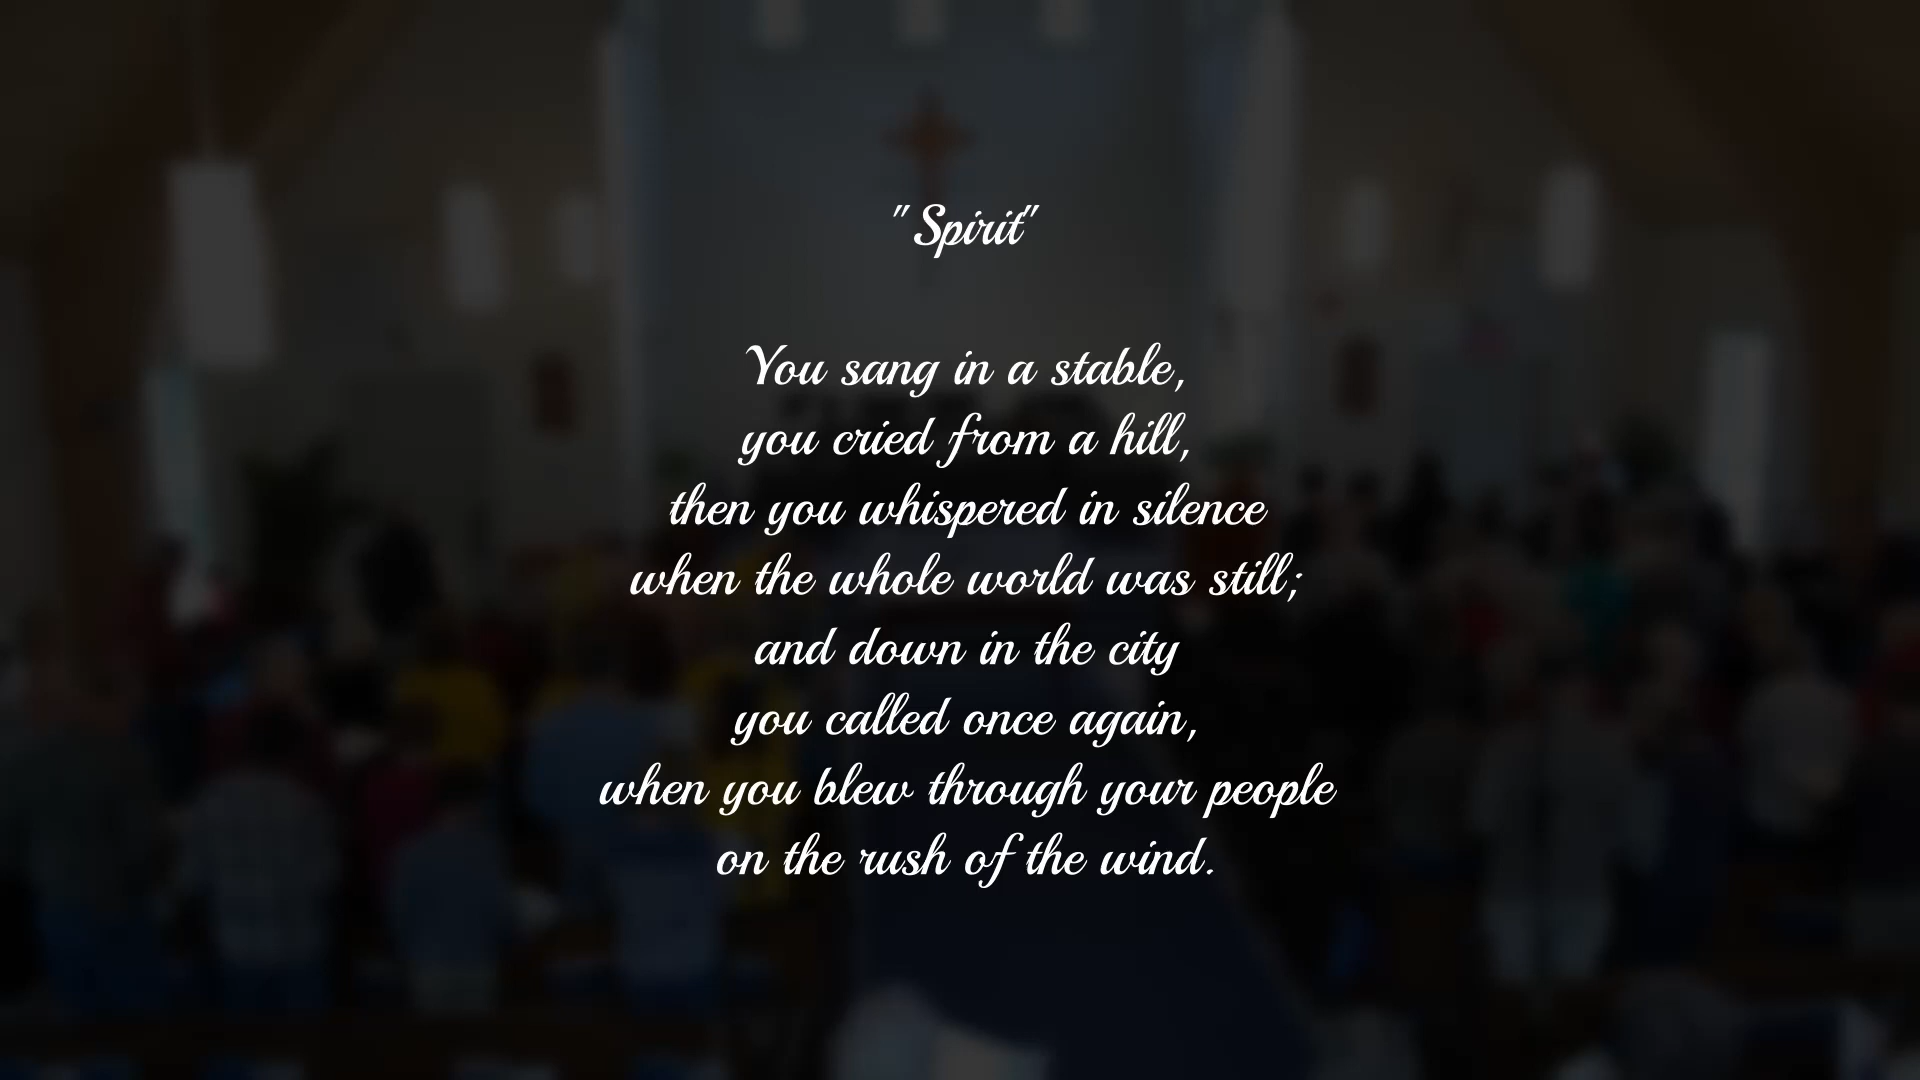 "Spirit"
You sang in a stable,
you cried from a hill,
then you whispered in silence
when the whole world was still;
and down in the city
you called once again,
when you blew through your people
on the rush of the wind.